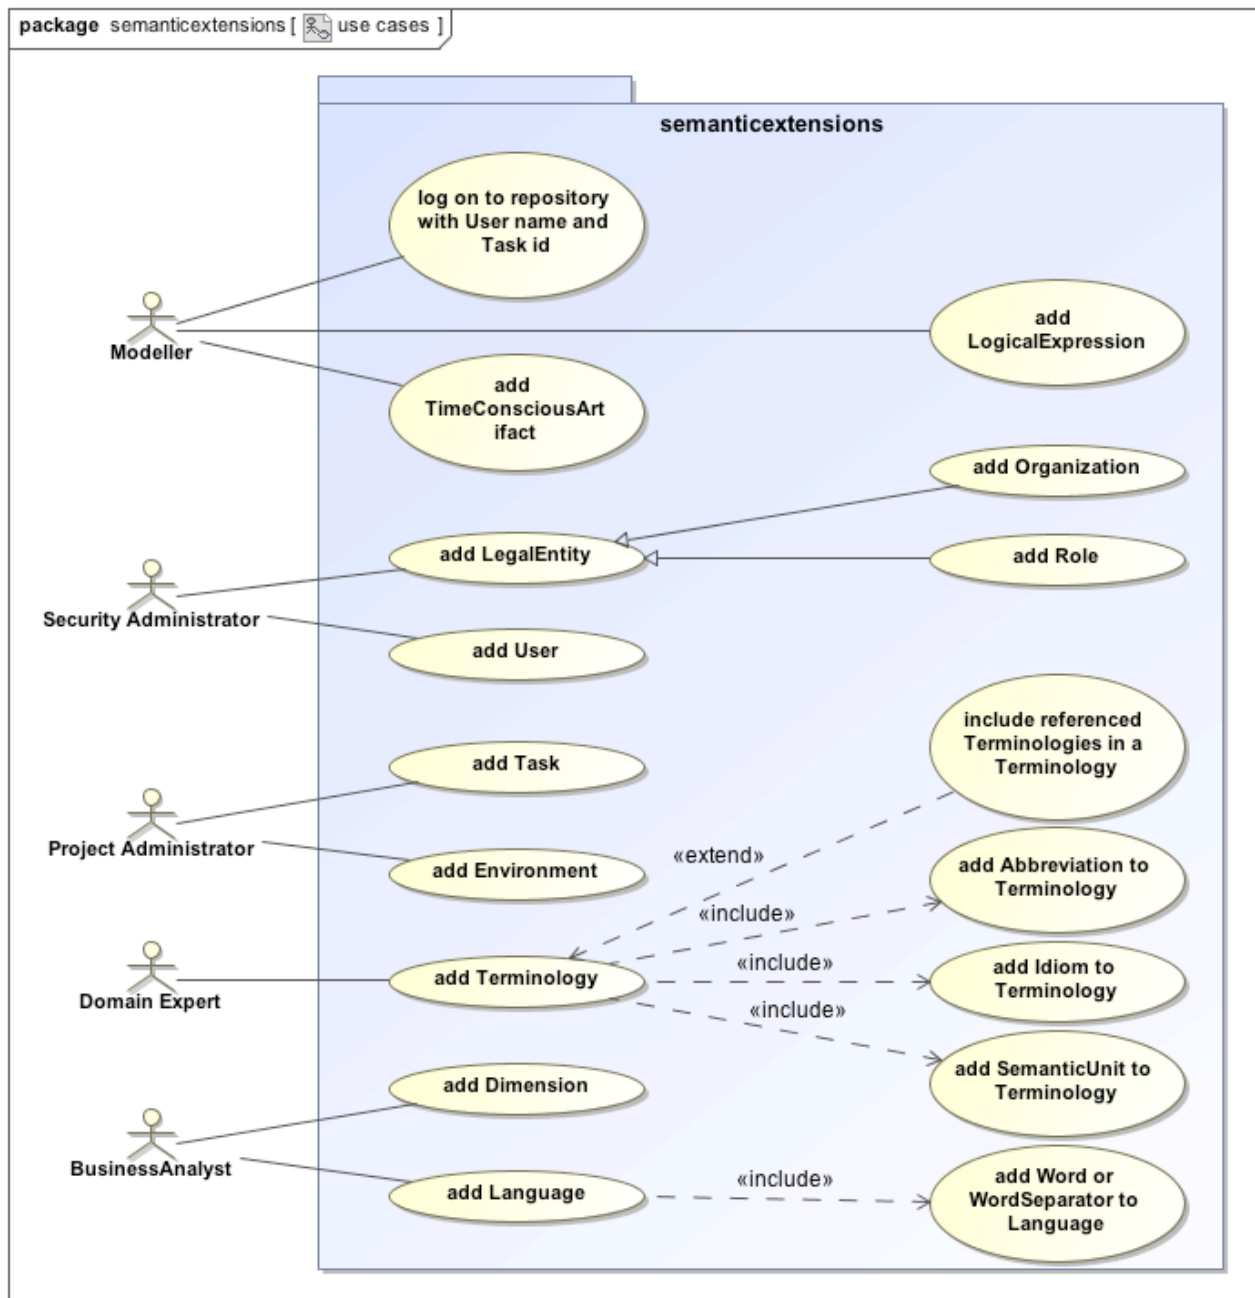 package semanticextensions [ use cases ]
semanticextensions
log on to repository
with User name and
Task id
Modeller
add
LogicalExpression
add
TimeConsciousArt
ifact
add Organization
add LegalEntity
add Role
Security Administrator
add User
include referenced
Terminologies in a
Terminology
add Task
Project Administrator
«extend»
add Environment
add Abbreviation to
Terminology
«include»
«include»
add Idiom to
Terminology
add Terminology
Domain Expert
«include»
add SemanticUnit to
Terminology
add Dimension
BusinessAnalyst
add Language
«include»
add Word or
WordSeparator to
Language